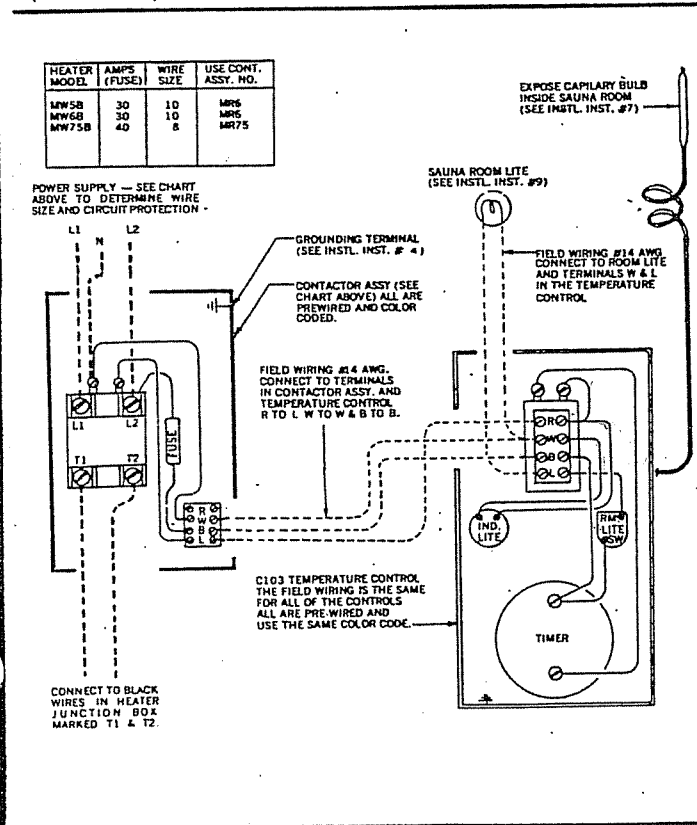 HEATER MODEL | AMPS (FUSE) | WIRE SIZE | USE CONT. ASSY. NO.
MW5B 30 10 MR6
MW6B 30 10 MR6
MW75B 40 8 MR75
POWER SUPPLY — SEE CHART
ABOVE TO DETERMINE WIRE
SIZE AND CIRCUIT PROTECTION
L1 N L2
GROUNDING TERMINAL
(SEE INSTL. INST. # 4)
CONTACTOR ASSY (SEE
CHART ABOVE) ALL ARE
PREWIRED AND COLOR
CODED.
EXPOSE CAPILARY BULB
INSIDE SAUNA ROOM
(SEE INSTL. INST. #7)
SAUNA ROOM LITE
(SEE INSTL. INST. #9)
FIELD WIRING #14 AWG
CONNECT TO ROOM LITE
AND TERMINALS W & L
IN THE TEMPERATURE
CONTROL
FIELD WIRING #14 AWG.
CONNECT TO TERMINALS
IN CONTACTOR ASSY. AND
TEMPERATURE CONTROL
R TO L W TO W & B TO B.
L1 L2
FUSE
T1 T2
R
W
B
L
R
W
B
L
IND.
LITE
RM.
LITE
SW
TIMER
C103 TEMPERATURE CONTROL
THE FIELD WIRING IS THE SAME
FOR ALL OF THE CONTROLS
ALL ARE PRE-WIRED AND
USE THE SAME COLOR CODE.
CONNECT TO BLACK
WIRES IN HEATER
JUNCTION BOX
MARKED T1 & T2.